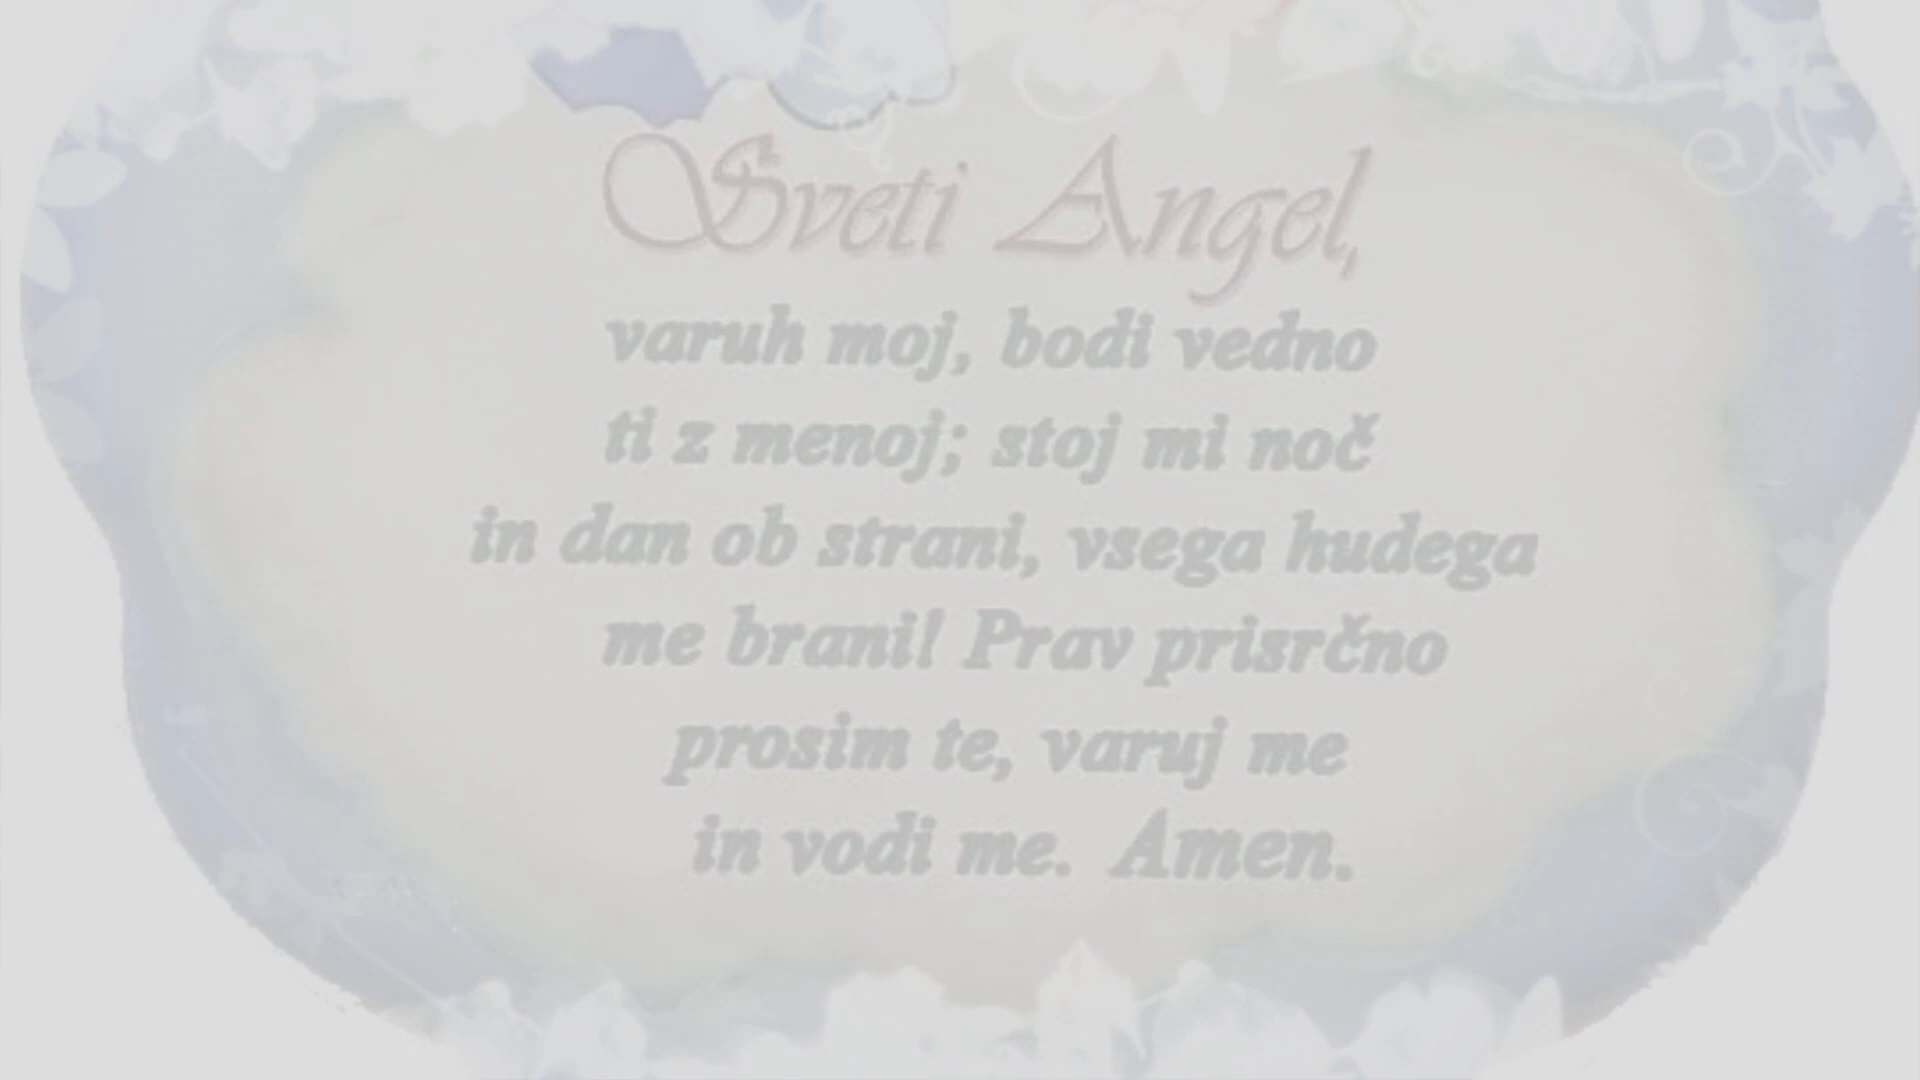 Sveti Angel,
varuh moj, bodi vedno
ti z menoj; stoj mi noč
in dan ob strani, vsega hudega
me brani! Prav prisrčno
prosim te, varuj me
in vodi me. Amen.